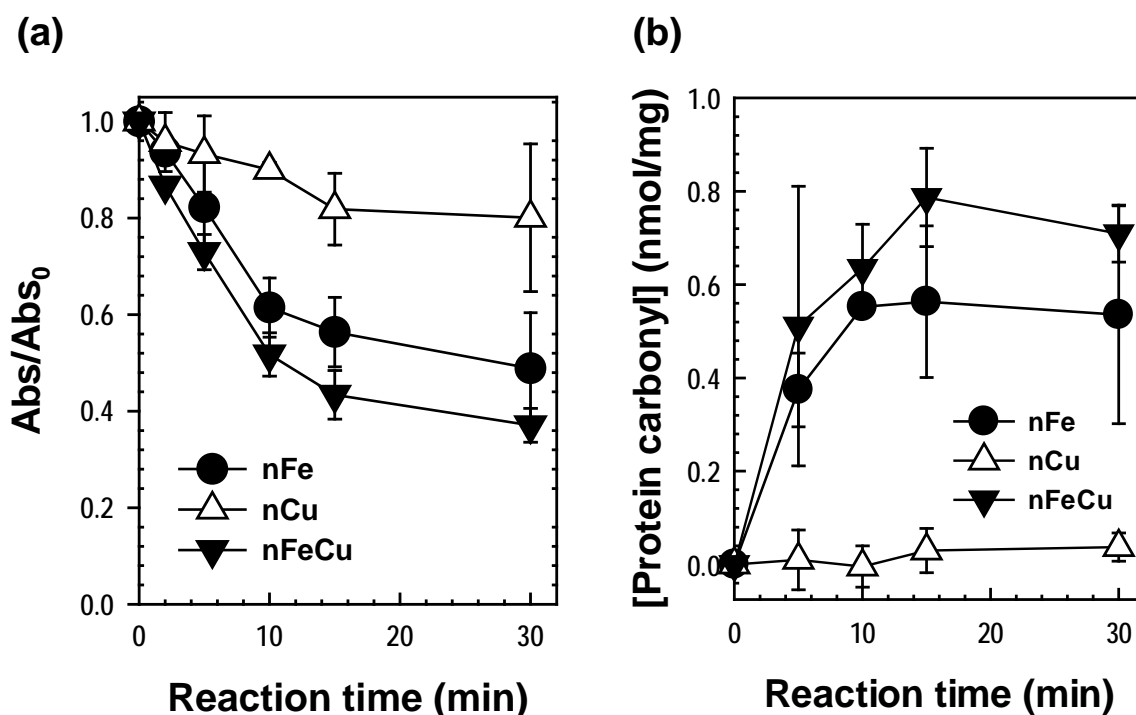 (a)
Abs/Abs₀
1.0
0.8
0.6
0.4
0.2
0.0
nFe
nCu
nFeCu
0 10 20 30
Reaction time (min)
(b)
[Protein carbonyl] (nmol/mg)
1.0
0.8
0.6
0.4
0.2
0.0
nFe
nCu
nFeCu
0 10 20 30
Reaction time (min)